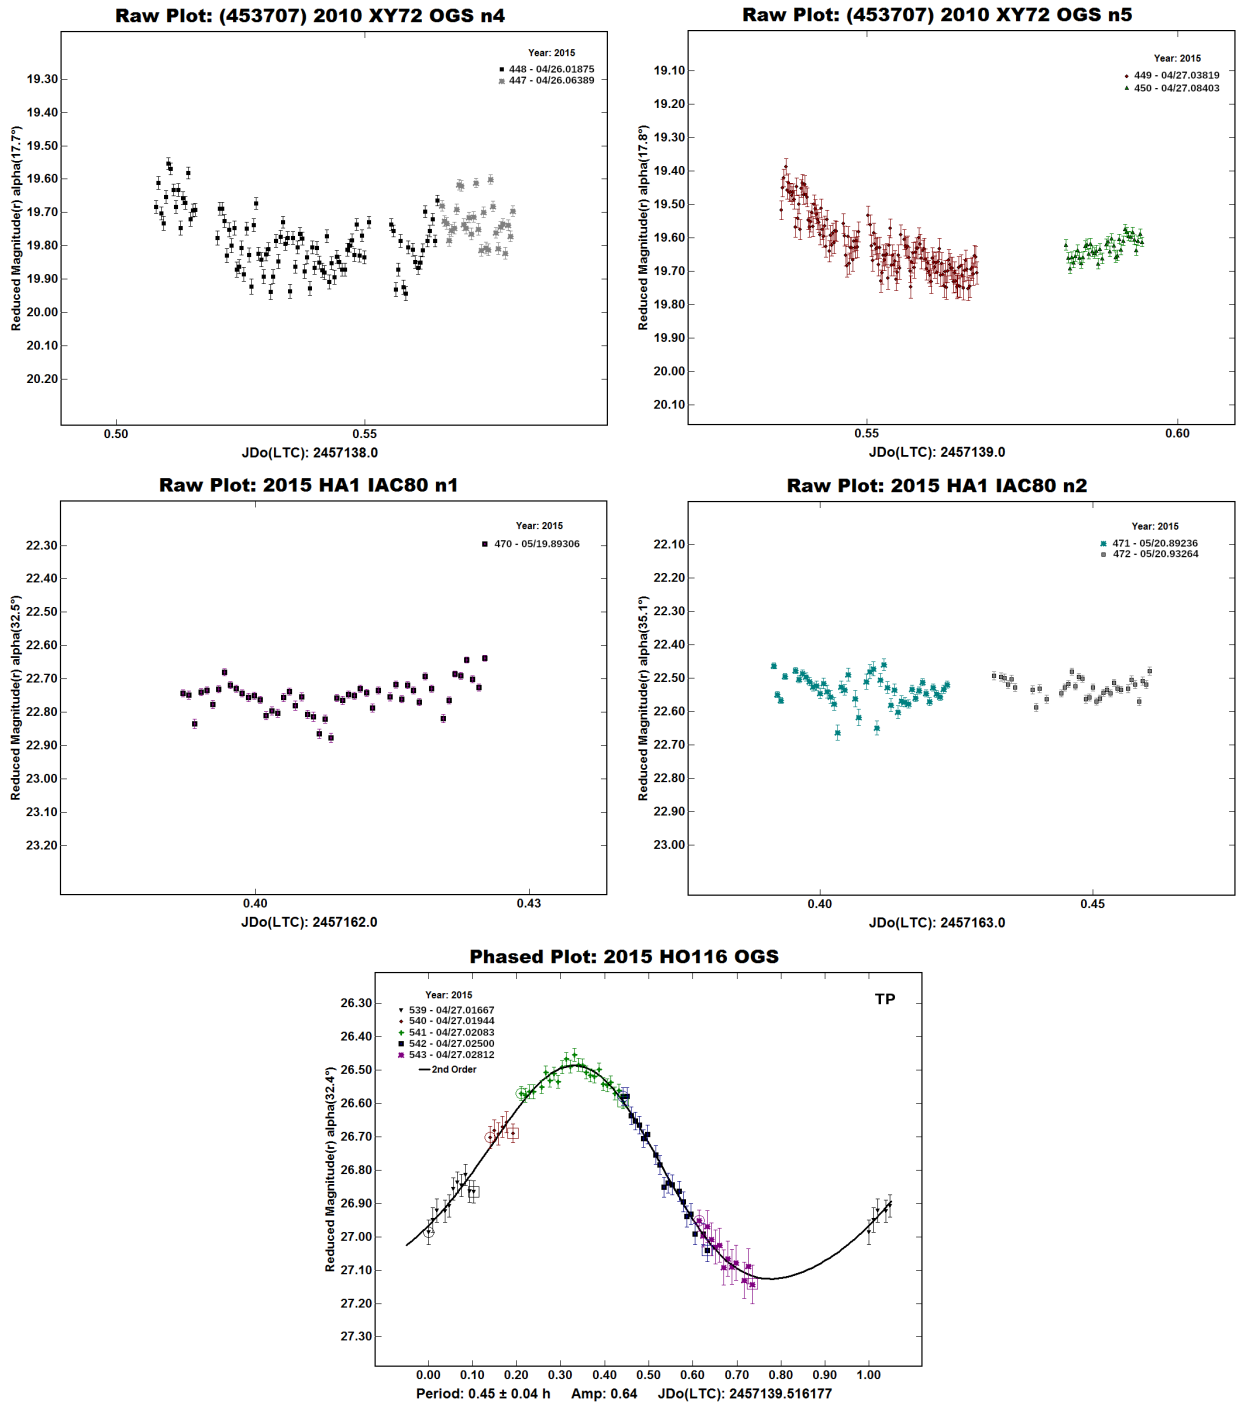 Raw Plot: (453707) 2010 XY72 OGS n4
Year: 2015
448 - 04/26.01875
447 - 04/26.06389
Reduced Magnitude(r) alpha(17.7°)
19.30
19.40
19.50
19.60
19.70
19.80
19.90
20.00
20.10
20.20
0.50 0.55
JDo(LTC): 2457138.0
Raw Plot: (453707) 2010 XY72 OGS n5
Year: 2015
449 - 04/27.03819
450 - 04/27.08403
Reduced Magnitude(r) alpha(17.8°)
19.10
19.20
19.30
19.40
19.50
19.60
19.70
19.80
19.90
20.00
20.10
0.55 0.60
JDo(LTC): 2457139.0
Raw Plot: 2015 HA1 IAC80 n1
Year: 2015
470 - 05/19.89306
Reduced Magnitude(r) alpha(32.5°)
22.30
22.40
22.50
22.60
22.70
22.80
22.90
23.00
23.10
23.20
0.40 0.43
JDo(LTC): 2457162.0
Raw Plot: 2015 HA1 IAC80 n2
Year: 2015
471 - 05/20.89236
472 - 05/20.93264
Reduced Magnitude(r) alpha(35.1°)
22.10
22.20
22.30
22.40
22.50
22.60
22.70
22.80
22.90
23.00
0.40 0.45
JDo(LTC): 2457163.0
Phased Plot: 2015 HO116 OGS
Year: 2015
539 - 04/27.01667
540 - 04/27.01944
541 - 04/27.02083
542 - 04/27.02500
543 - 04/27.02812
2nd Order
TP
Reduced Magnitude(r) alpha(32.4°)
26.30
26.40
26.50
26.60
26.70
26.80
26.90
27.00
27.10
27.20
27.30
0.00 0.10 0.20 0.30 0.40 0.50 0.60 0.70 0.80 0.90 1.00
Period: 0.45 ± 0.04 h Amp: 0.64 JDo(LTC): 2457139.516177